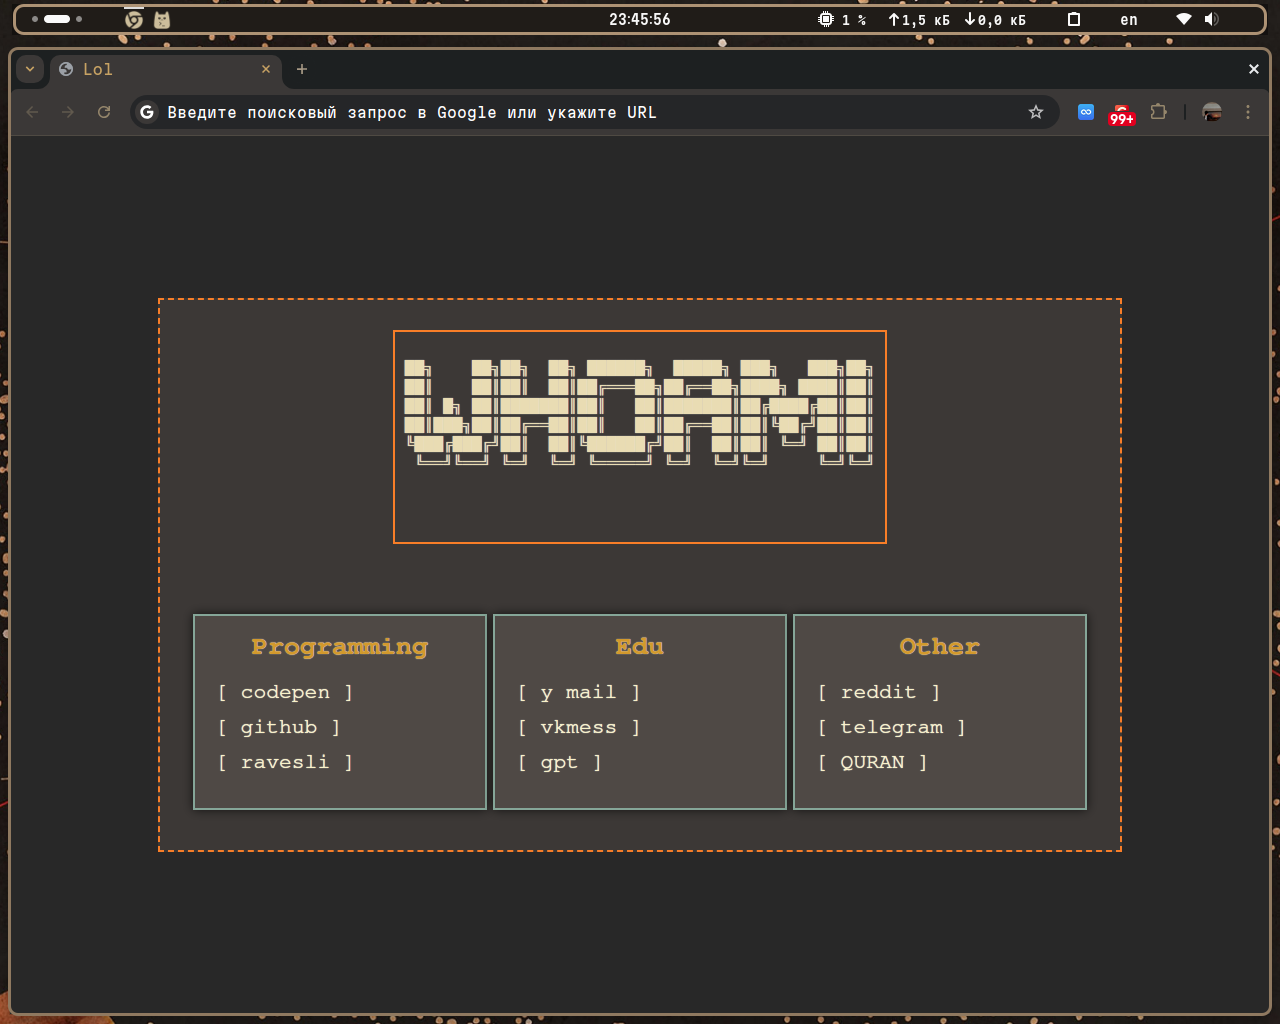 23:45:56
1 %
1,5 кБ
0,0 кБ
en
Lol
Введите поисковый запрос в Google или укажите URL
99+
WHOAMI
Programming
[ codepen ]
[ github ]
[ ravesli ]
Edu
[ y mail ]
[ vkmess ]
[ gpt ]
Other
[ reddit ]
[ telegram ]
[ QURAN ]